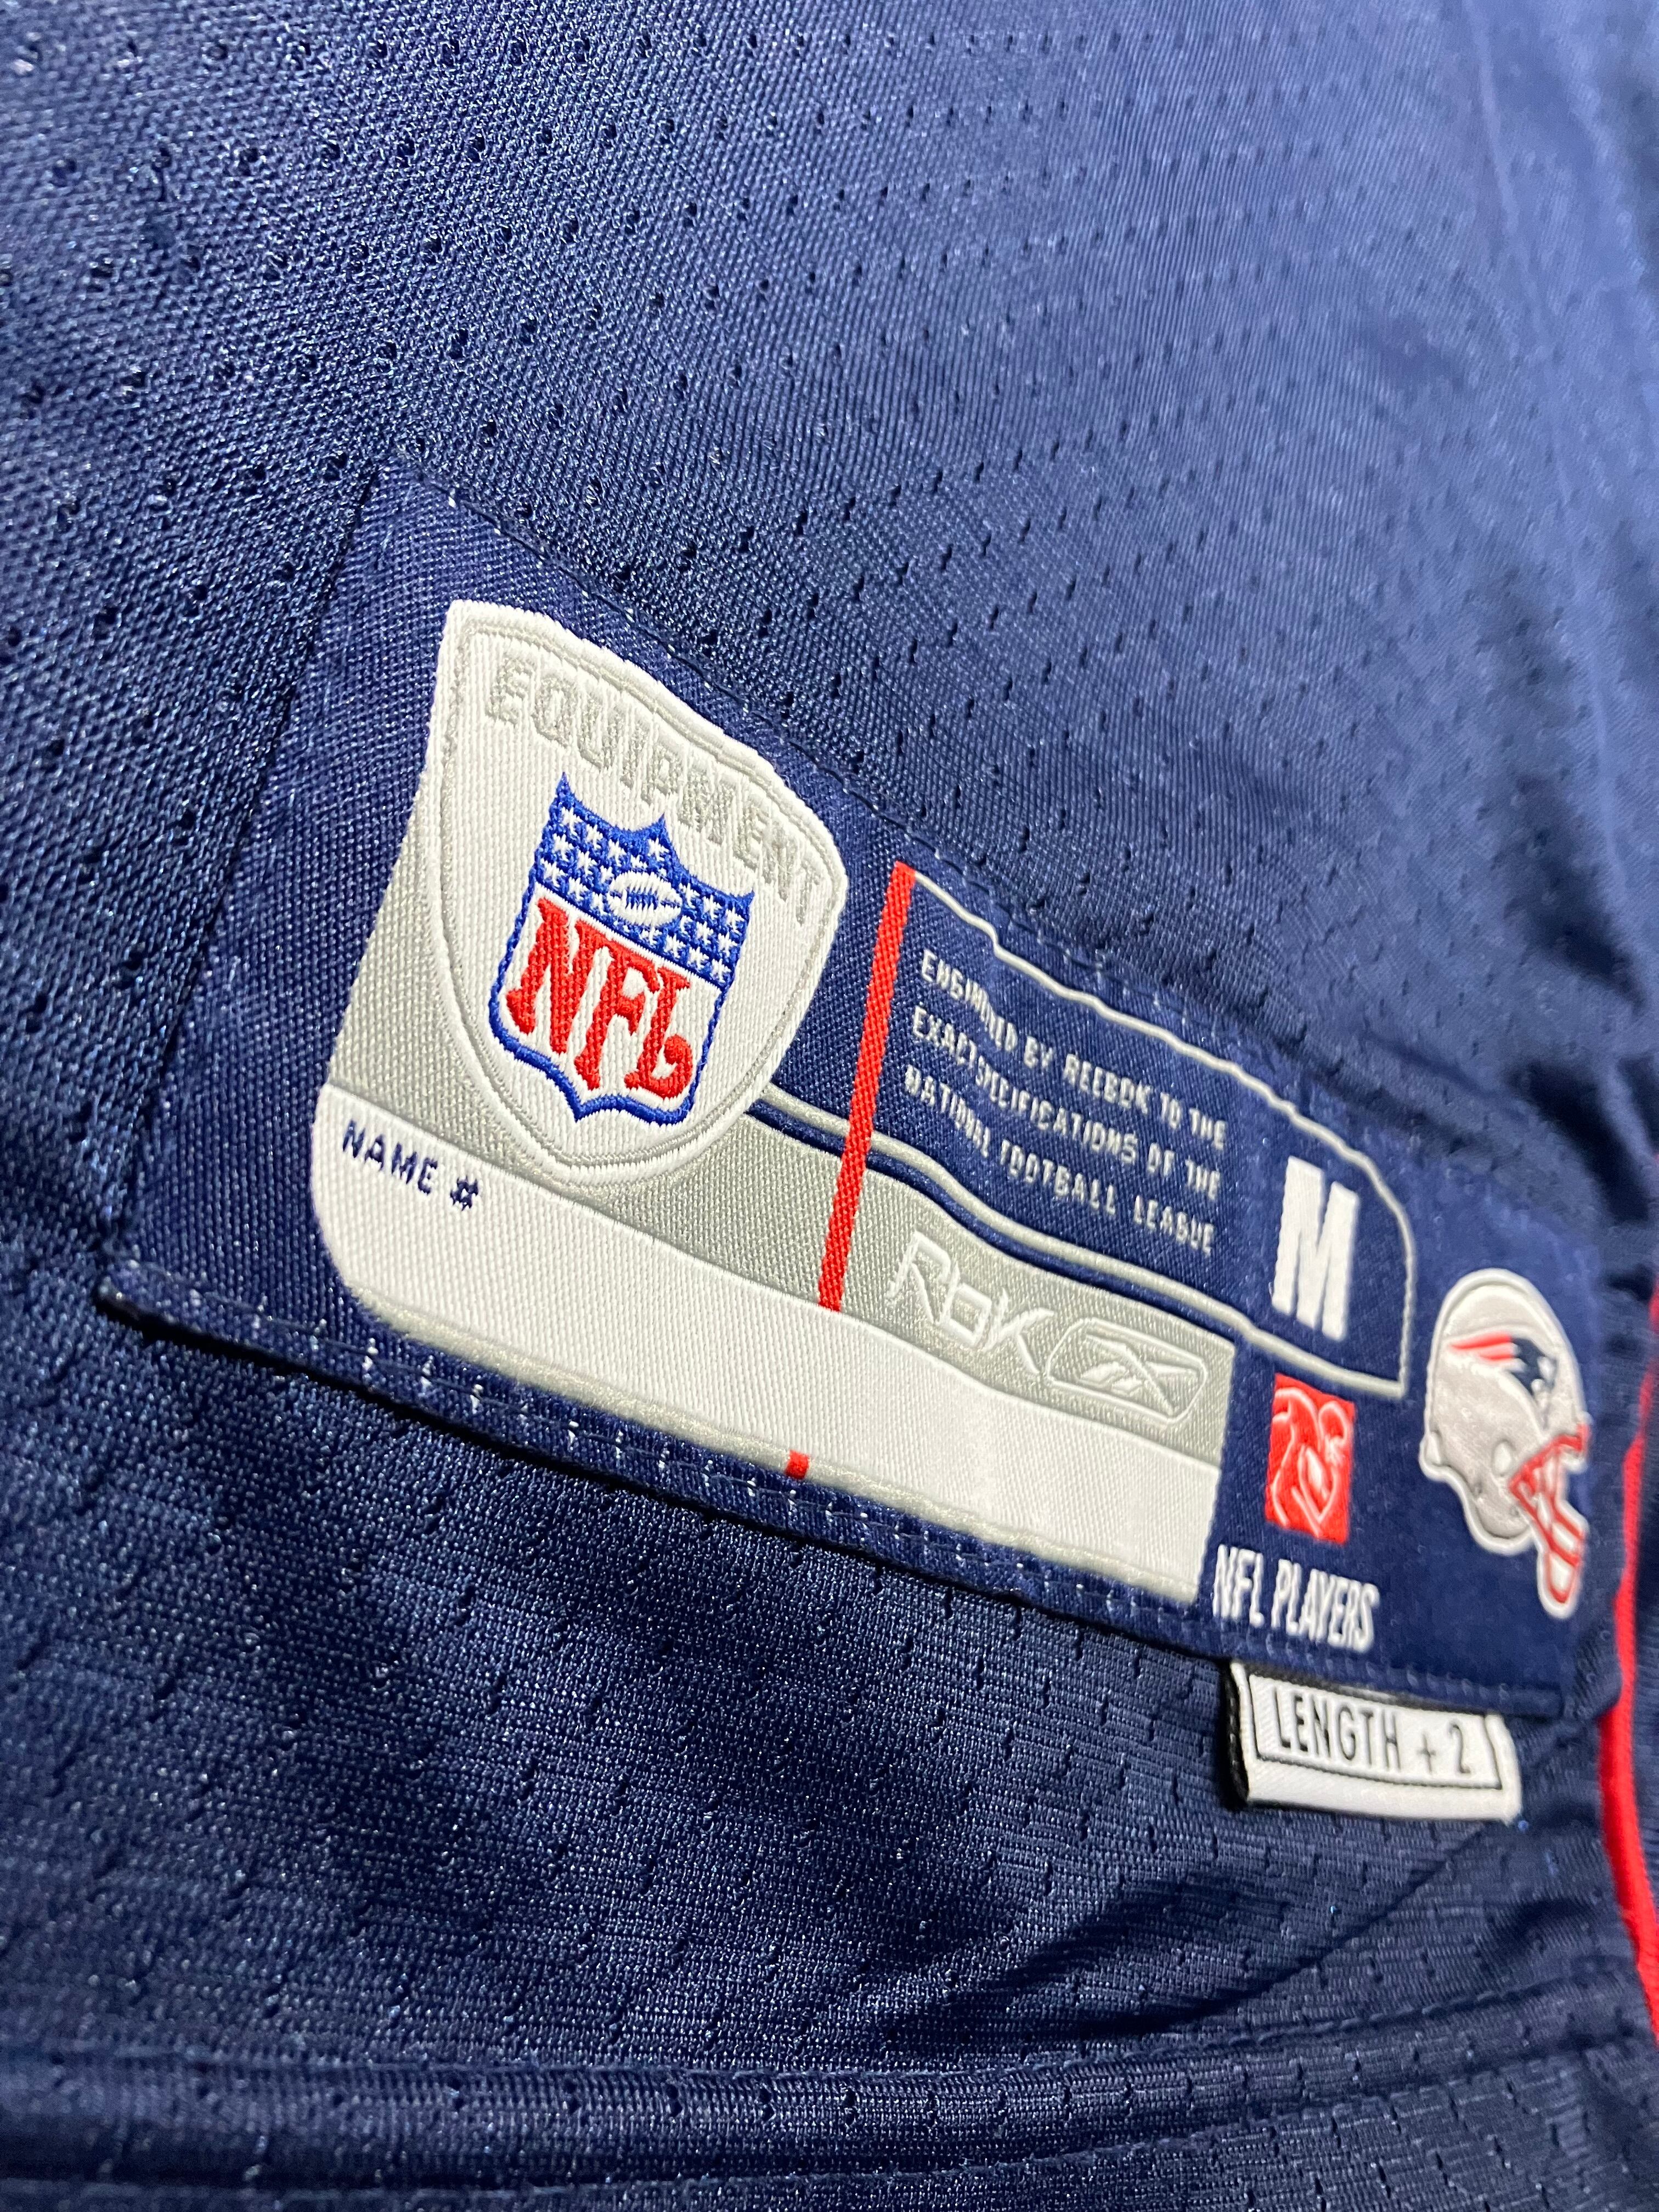 EQUIPMENT
NFL
NAME #
ENGINEERED BY REEBOK TO THE
EXACT SPECIFICATIONS OF THE
NATIONAL FOOTBALL LEAGUE
M
Rbk
NFL PLAYERS
LENGTH + 2